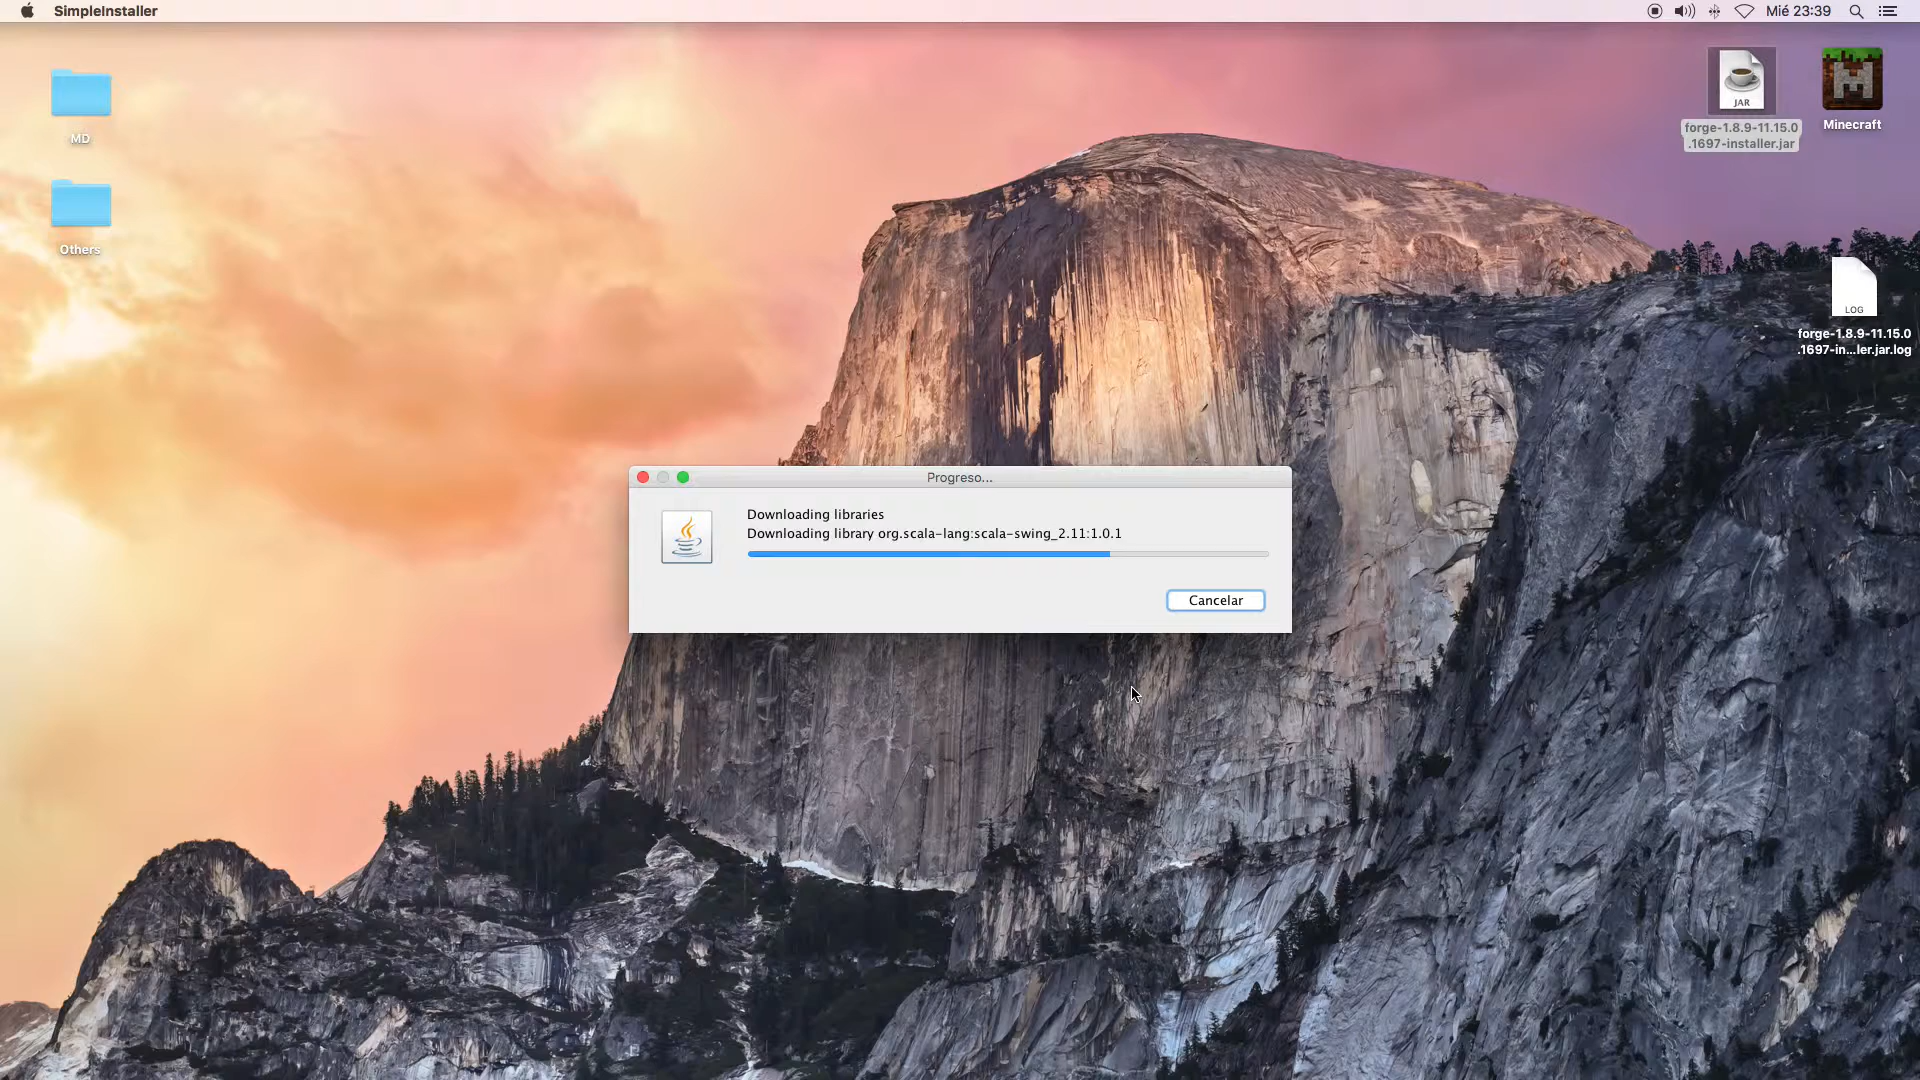 SimpleInstaller
Mié 23:39
MD
Others
JAR
forge-1.8.9-11.15.0
.1697-installer.jar
Minecraft
LOG
forge-1.8.9-11.15.0
.1697-in...ler.jar.log
Progreso...
Downloading libraries
Downloading library org.scala-lang:scala-swing_2.11:1.0.1
Cancelar